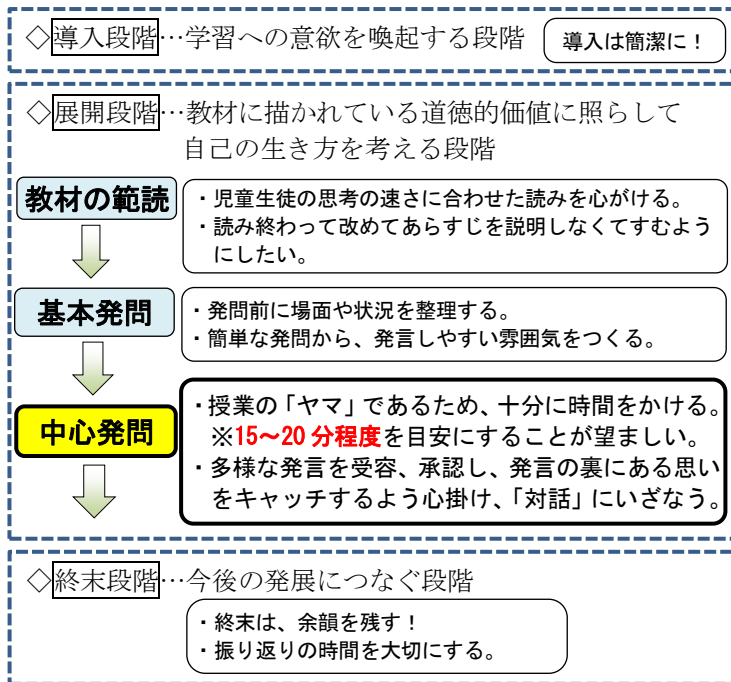 ◇導入段階…学習への意欲を喚起する段階
導入は簡潔に！
◇展開段階…教材に描かれている道徳的価値に照らして
自己の生き方を考える段階
教材の範読
・児童生徒の思考の速さに合わせた読みを心がける。
・読み終わって改めてあらすじを説明しなくてすむよう
にしたい。
基本発問
・発問前に場面や状況を整理する。
・簡単な発問から、発言しやすい雰囲気をつくる。
中心発問
・授業の「ヤマ」であるため、十分に時間をかける。
※15～20分程度を目安にすることが望ましい。
・多様な発言を受容、承認し、発言の裏にある思い
をキャッチするよう心掛け、「対話」にいざなう。
◇終末段階…今後の発展につなぐ段階
・終末は、余韻を残す！
・振り返りの時間を大切にする。